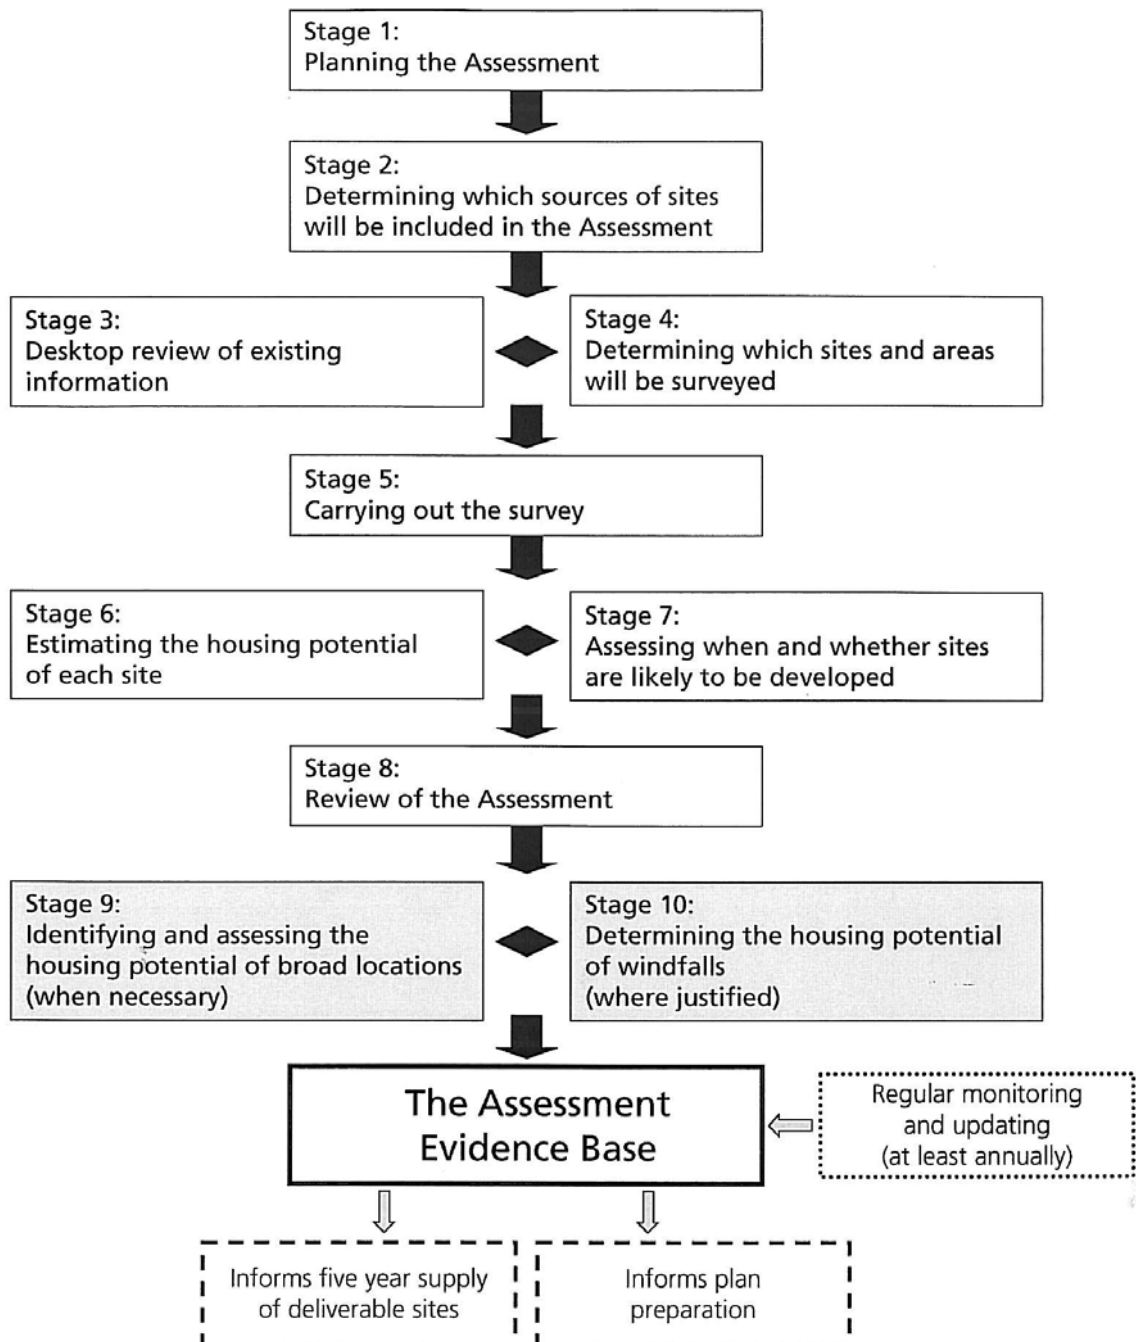 Stage 1:
Planning the Assessment
Stage 2:
Determining which sources of sites
will be included in the Assessment
Stage 3:
Desktop review of existing
information
Stage 4:
Determining which sites and areas
will be surveyed
Stage 5:
Carrying out the survey
Stage 6:
Estimating the housing potential
of each site
Stage 7:
Assessing when and whether sites
are likely to be developed
Stage 8:
Review of the Assessment
Stage 9:
Identifying and assessing the
housing potential of broad locations
(when necessary)
Stage 10:
Determining the housing potential
of windfalls
(where justified)
The Assessment
Evidence Base
Regular monitoring
and updating
(at least annually)
Informs five year supply
of deliverable sites
Informs plan
preparation